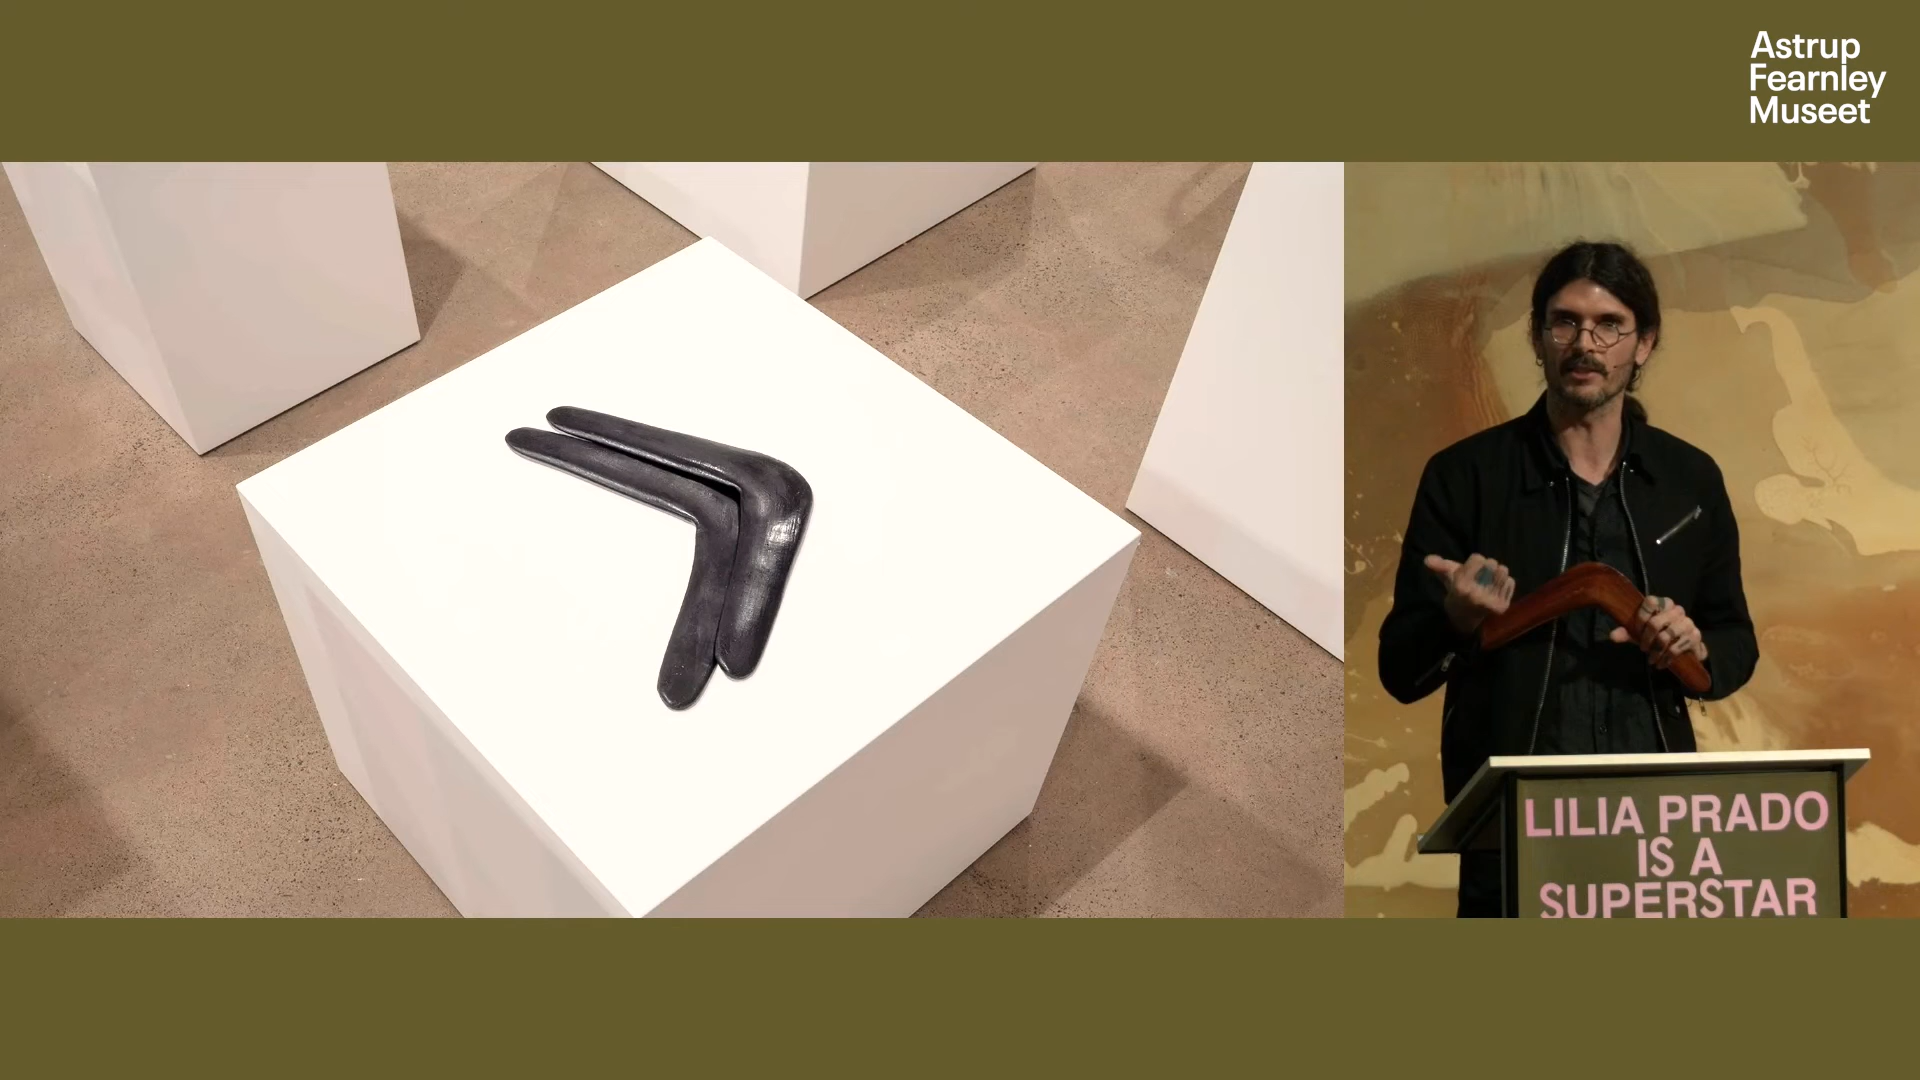 Astrup
Fearnley
Museet
LILIA PRADO
IS A
SUPERSTAR